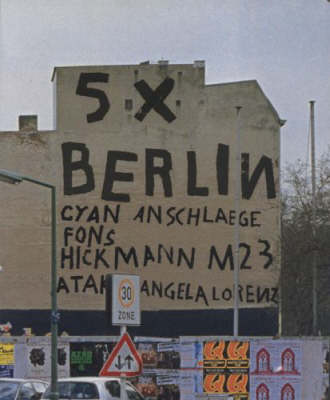 5 X
BERLIN
CYAN ANSCHLAEGE
FONS
HICKMANN M23
ATAK ANGELA LORENZ
30
ZONE